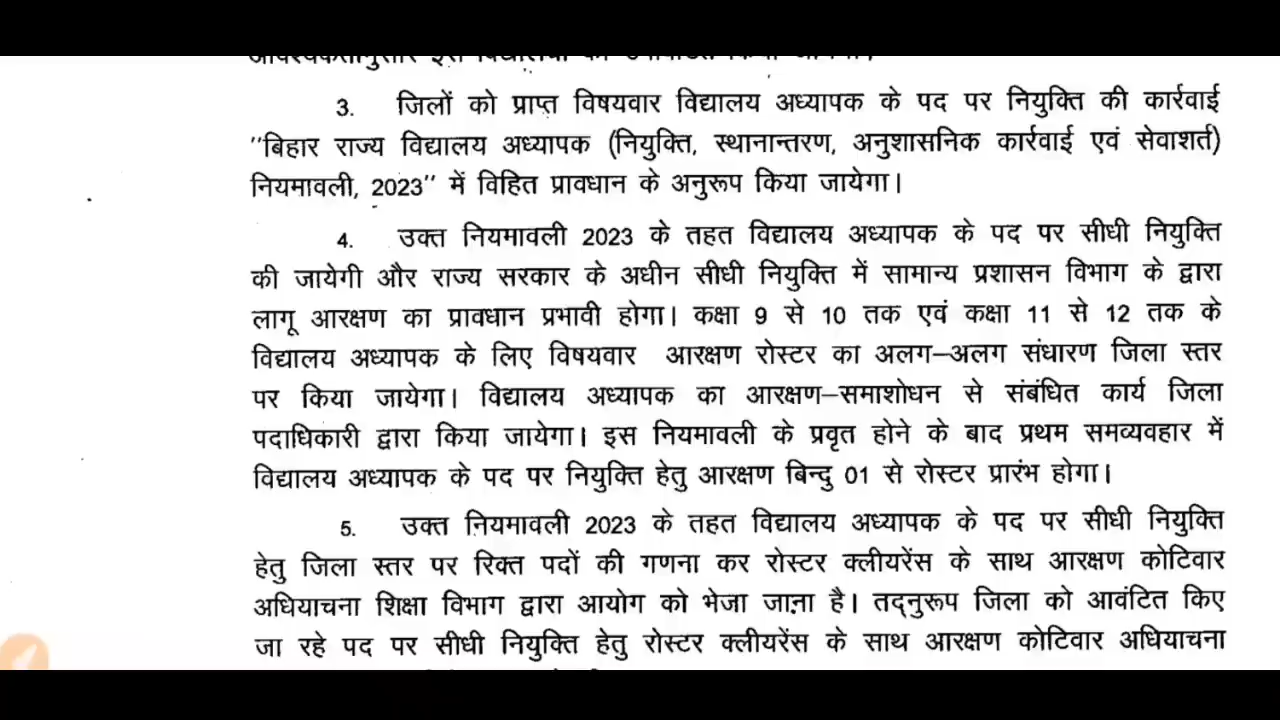 3. जिलों को प्राप्त विषयवार विद्यालय अध्यापक के पद पर नियुक्ति की कार्रवाई
"बिहार राज्य विद्यालय अध्यापक (नियुक्ति, स्थानान्तरण, अनुशासनिक कार्रवाई एवं सेवाशर्त)
नियमावली, 2023" में विहित प्रावधान के अनुरूप किया जायेगा।
4. उक्त नियमावली 2023 के तहत विद्यालय अध्यापक के पद पर सीधी नियुक्ति
की जायेगी और राज्य सरकार के अधीन सीधी नियुक्ति में सामान्य प्रशासन विभाग के द्वारा
लागू आरक्षण का प्रावधान प्रभावी होगा। कक्षा 9 से 10 तक एवं कक्षा 11 से 12 तक के
विद्यालय अध्यापक के लिए विषयवार आरक्षण रोस्टर का अलग–अलग संधारण जिला स्तर
पर किया जायेगा। विद्यालय अध्यापक का आरक्षण–समाशोधन से संबंधित कार्य जिला
पदाधिकारी द्वारा किया जायेगा। इस नियमावली के प्रवृत होने के बाद प्रथम समव्यवहार में
विद्यालय अध्यापक के पद पर नियुक्ति हेतु आरक्षण बिन्दु 01 से रोस्टर प्रारंभ होगा।
5. उक्त नियमावली 2023 के तहत विद्यालय अध्यापक के पद पर सीधी नियुक्ति
हेतु जिला स्तर पर रिक्त पदों की गणना कर रोस्टर क्लीयरेंस के साथ आरक्षण कोटिवार
अधियाचना शिक्षा विभाग द्वारा आयोग को भेजा जाना है। तद्नुरूप जिला को आवंटित किए
जा रहे पद पर सीधी नियुक्ति हेतु रोस्टर क्लीयरेंस के साथ आरक्षण कोटिवार अधियाचना